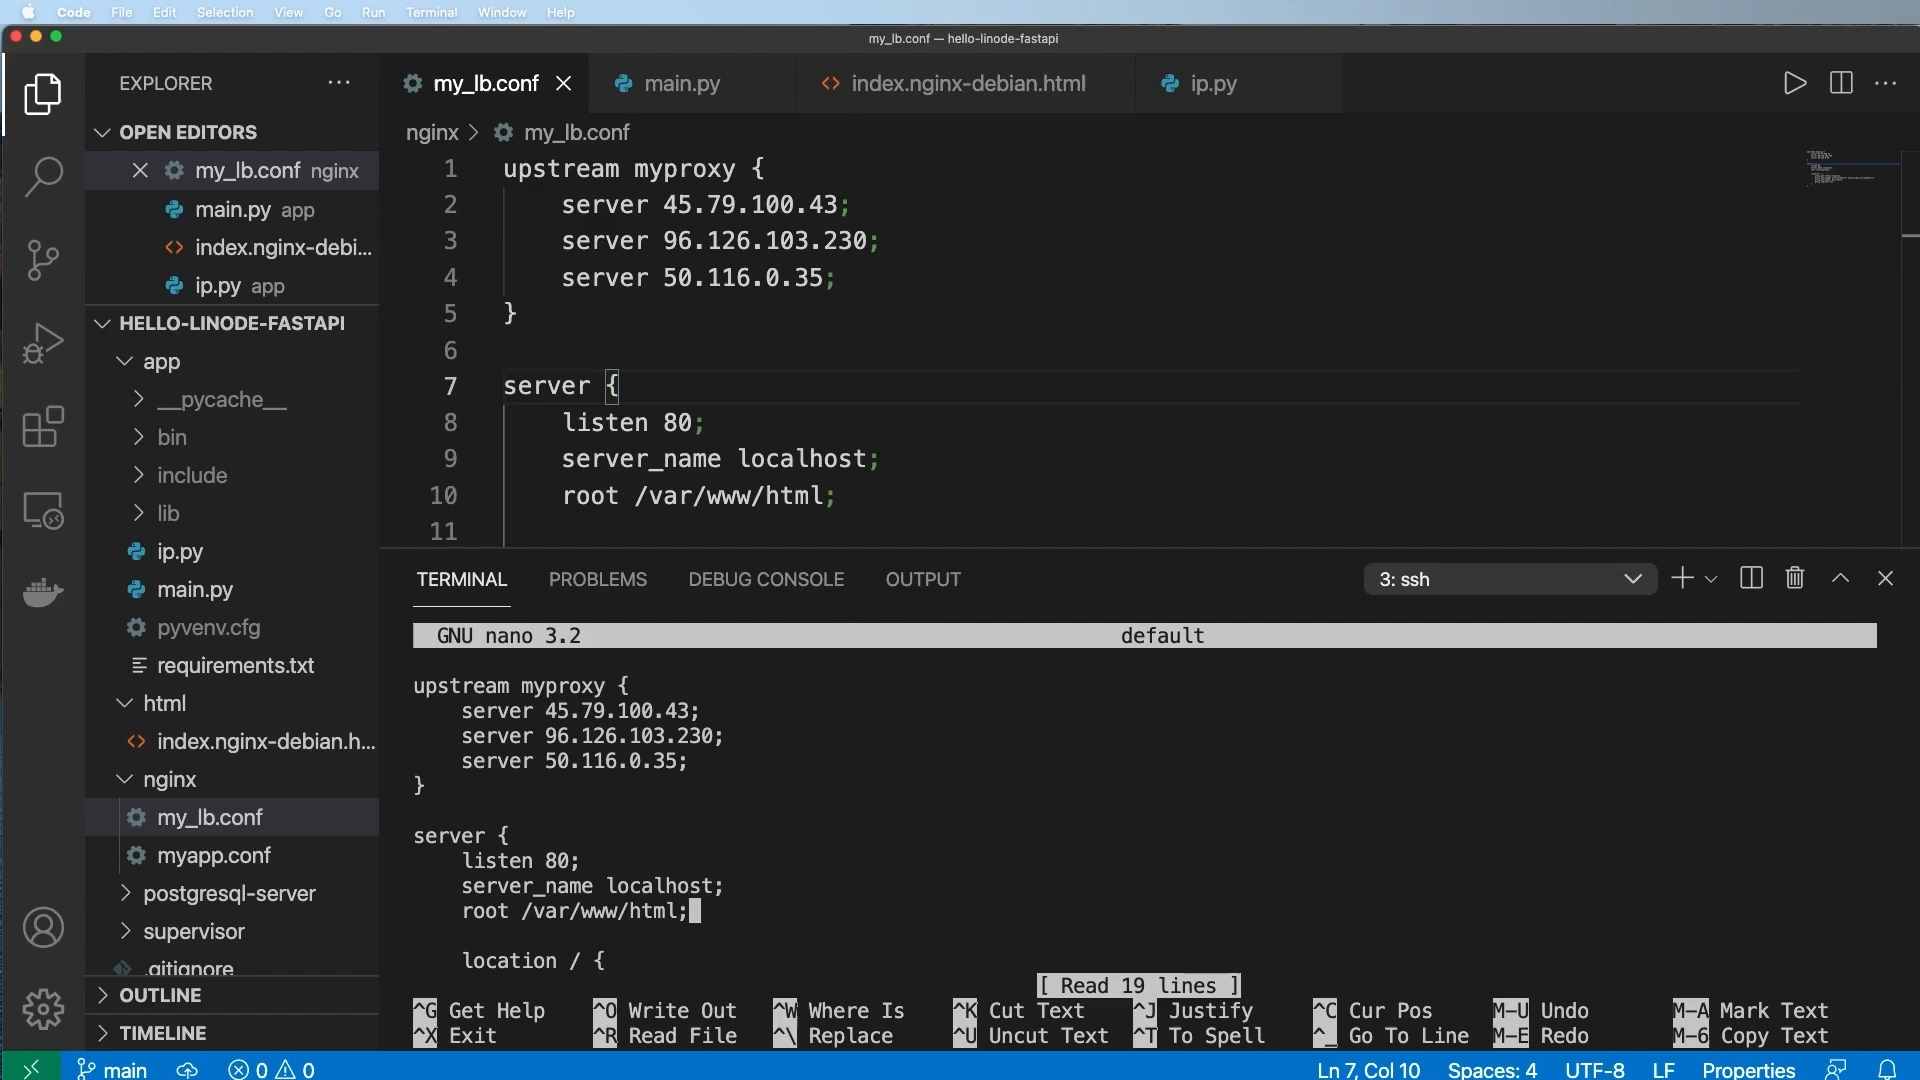 Code File Edit Selection View Go Run Terminal Window Help
my_lb.conf — hello-linode-fastapi
EXPLORER
OPEN EDITORS
my_lb.conf nginx
main.py app
index.nginx-debi...
ip.py app
HELLO-LINODE-FASTAPI
app
__pycache__
bin
include
lib
ip.py
main.py
pyvenv.cfg
requirements.txt
html
index.nginx-debian.h...
nginx
my_lb.conf
myapp.conf
postgresql-server
supervisor
.gitignore
OUTLINE
TIMELINE
my_lb.conf main.py index.nginx-debian.html ip.py
nginx > my_lb.conf
1 upstream myproxy {
2 server 45.79.100.43;
3 server 96.126.103.230;
4 server 50.116.0.35;
5 }
6
7 server {
8 listen 80;
9 server_name localhost;
10 root /var/www/html;
11
TERMINAL PROBLEMS DEBUG CONSOLE OUTPUT 3: ssh
GNU nano 3.2 default
upstream myproxy {
server 45.79.100.43;
server 96.126.103.230;
server 50.116.0.35;
}
server {
listen 80;
server_name localhost;
root /var/www/html;
location / {
[ Read 19 lines ]
^G Get Help ^O Write Out ^W Where Is ^K Cut Text ^J Justify ^C Cur Pos M-U Undo M-A Mark Text
^X Exit ^R Read File ^\ Replace ^U Uncut Text ^T To Spell ^_ Go To Line M-E Redo M-6 Copy Text
main 0 0 Ln 7, Col 10 Spaces: 4 UTF-8 LF Properties